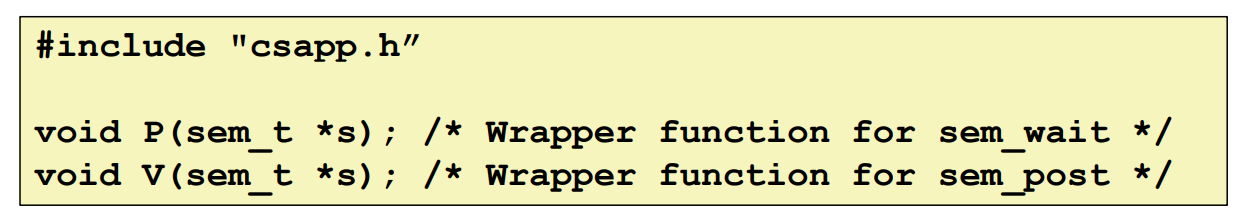 #include "csapp.h”
void P(sem_t *s); /* Wrapper function for sem_wait */
void V(sem_t *s); /* Wrapper function for sem_post */